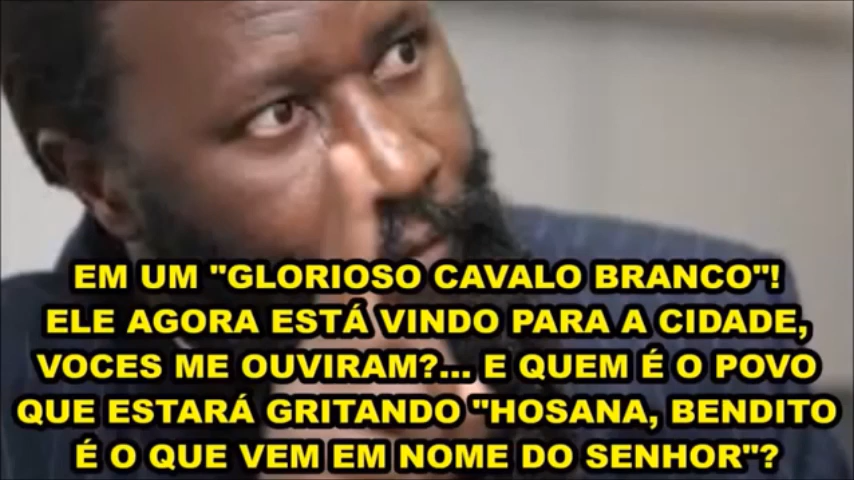 EM UM "GLORIOSO CAVALO BRANCO"!
ELE AGORA ESTÁ VINDO PARA A CIDADE,
VOCES ME OUVIRAM?... E QUEM É O POVO
QUE ESTARÁ GRITANDO "HOSANA, BENDITO
É O QUE VEM EM NOME DO SENHOR"?